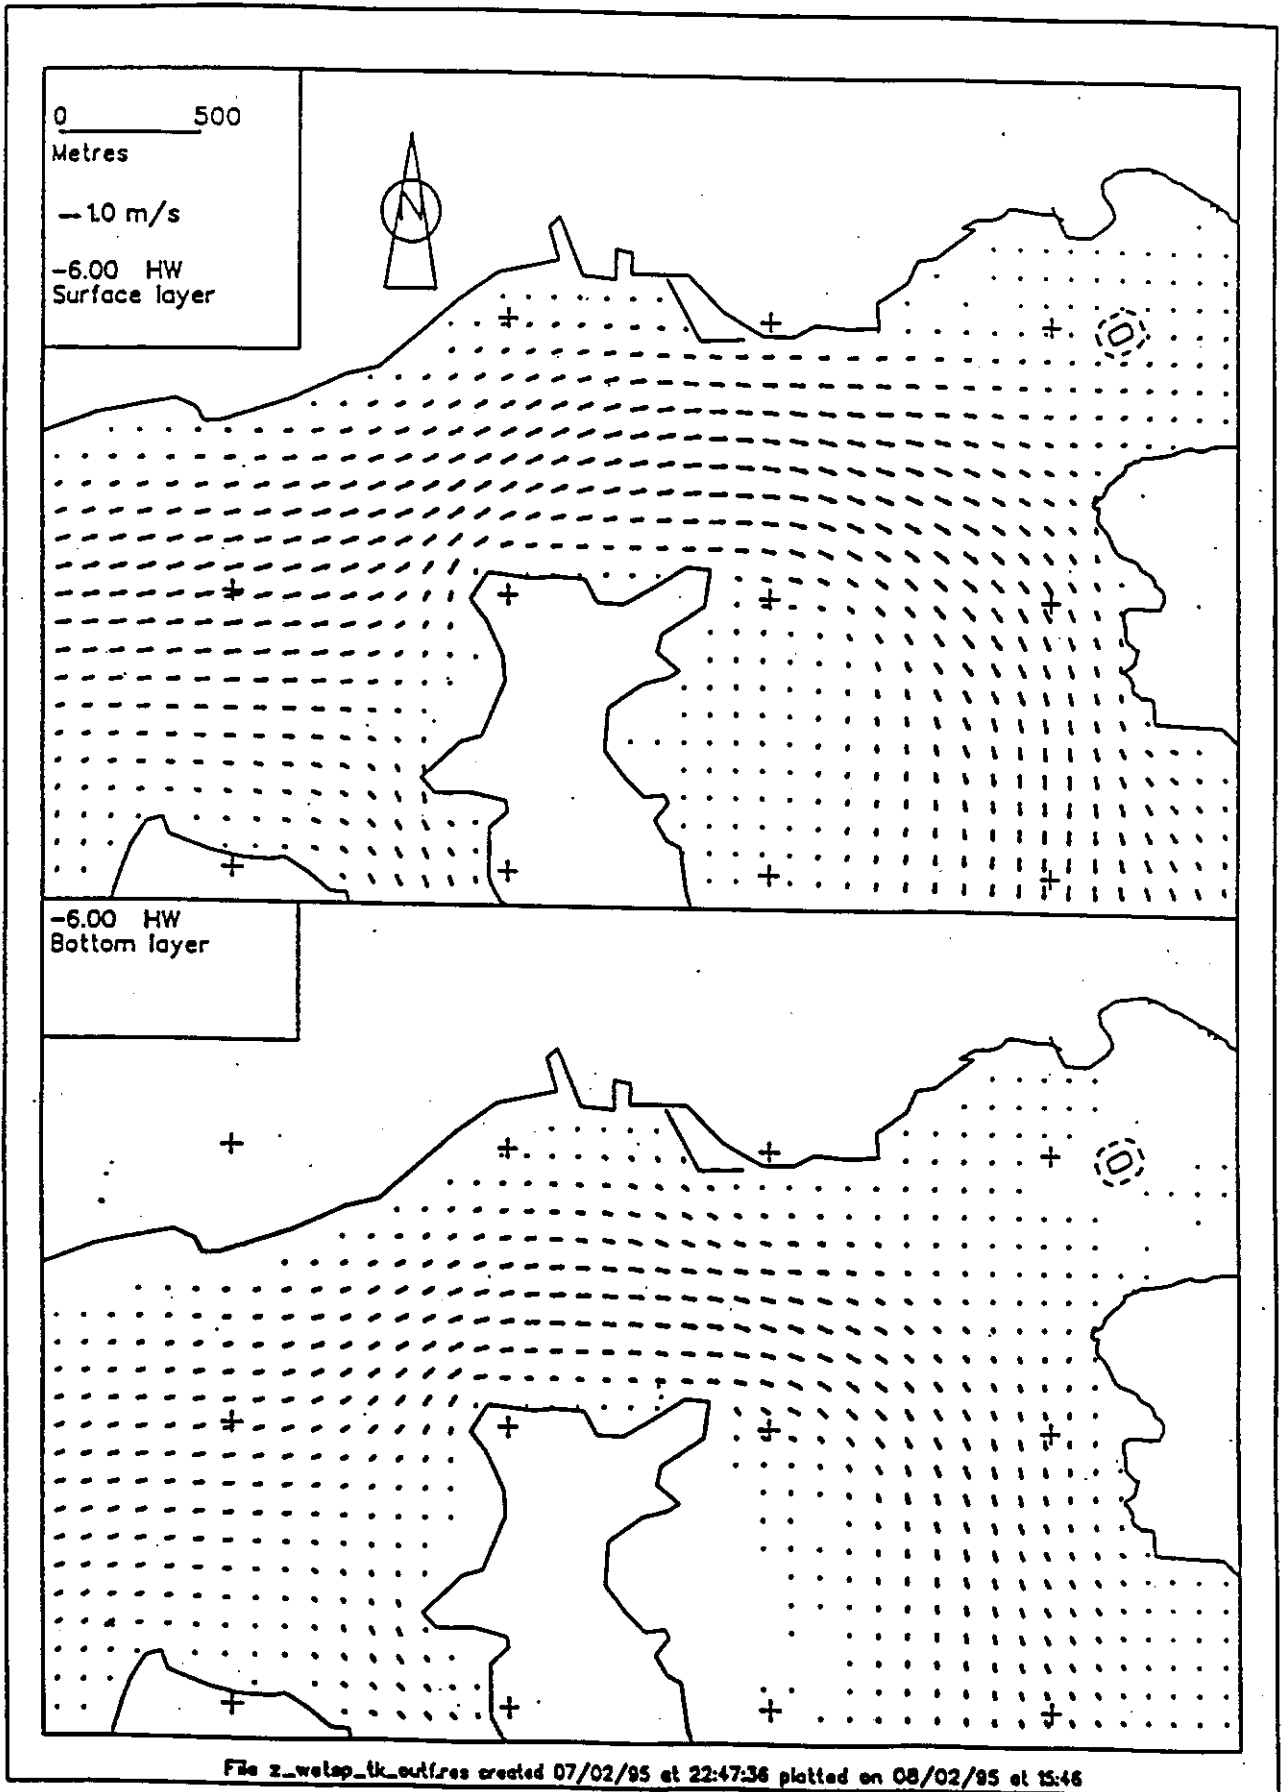 0 500
Metres
1.0 m/s
-6.00 HW
Surface layer
N
-6.00 HW
Bottom layer
File z_watsp_tk_outf.res created 07/02/95 at 22:47:36 plotted on 08/02/95 at 15:46